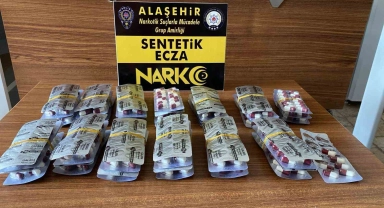 ALAŞEHİR
Narkotik Suçlarla Mücadele
Grup Amirliği
SENTETİK
ECZA
NARKO